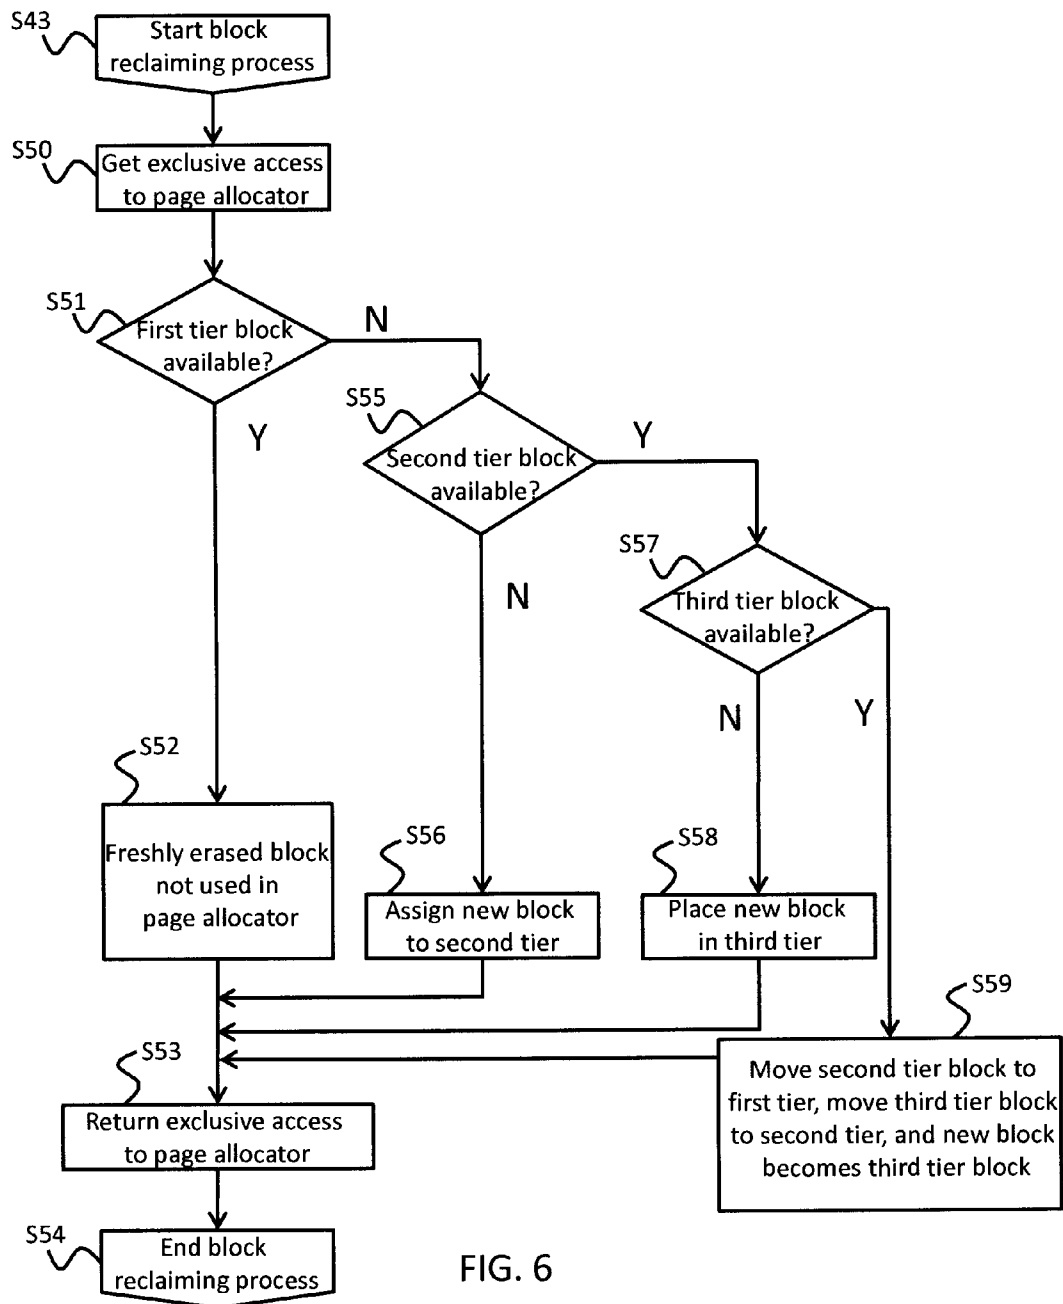 S43
Start block
reclaiming process
S50
Get exclusive access
to page allocator
S51
First tier block
available?
N
Y
S55
Second tier block
available?
Y
N
S57
Third tier block
available?
N
Y
S52
Freshly erased block
not used in
page allocator
S56
Assign new block
to second tier
S58
Place new block
in third tier
S59
Move second tier block to
first tier, move third tier block
to second tier, and new block
becomes third tier block
S53
Return exclusive access
to page allocator
S54
End block
reclaiming process
FIG. 6